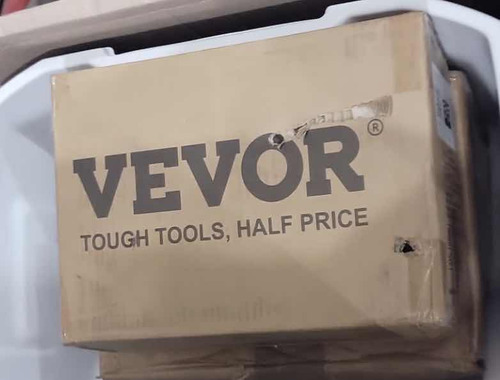 VEVOR®
TOUGH TOOLS, HALF PRICE